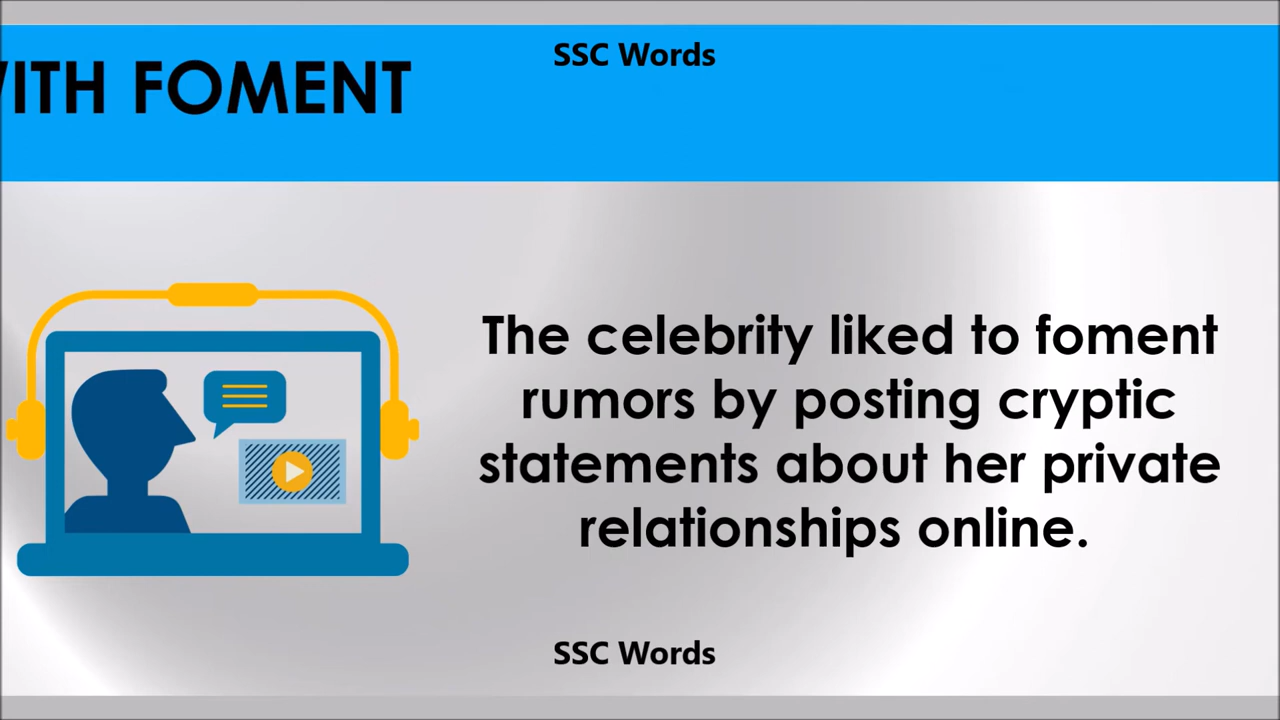 SSC Words
WITH FOMENT
The celebrity liked to foment
rumors by posting cryptic
statements about her private
relationships online.
SSC Words